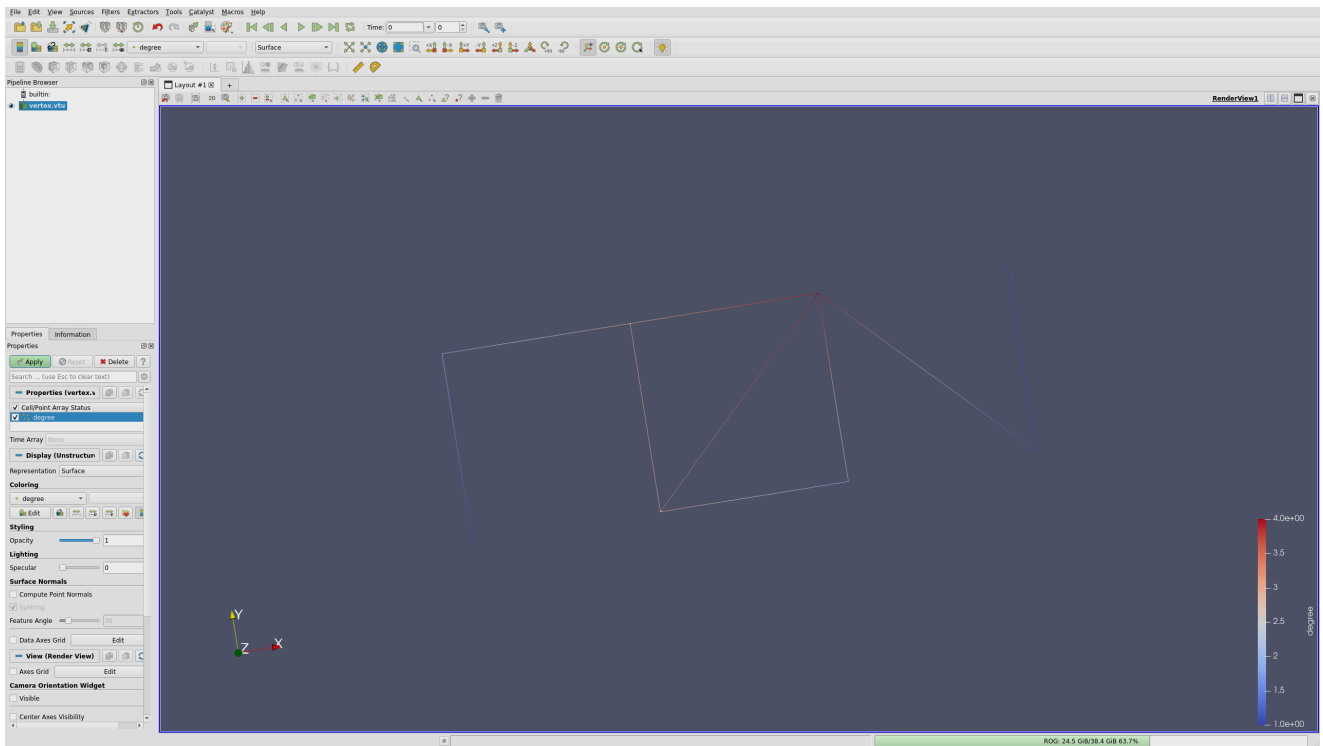 File Edit View Sources Filters Extractors Tools Catalyst Macros Help
Time: 0 0
degree Surface
Pipeline Browser
builtin:
vertex.vtu
Layout #1 +
2D
RenderView1
Properties Information
Properties
Apply Reset Delete ?
Search ... (use Esc to clear text)
Properties (vertex.v
Cell/Point Array Status
degree
Time Array None
Display (Unstructur
Representation Surface
Coloring
degree
Edit
Styling
Opacity 1
Lighting
Specular 0
Surface Normals
Compute Point Normals
Splitting
Feature Angle 30
Data Axes Grid Edit
View (Render View)
Axes Grid Edit
Camera Orientation Widget
Visible
Center Axes Visibility
Y
Z X
4.0e+00
3.5
3
2.5
2
1.5
1.0e+00
degree
ROG: 24.5 GiB/38.4 GiB 63.7%